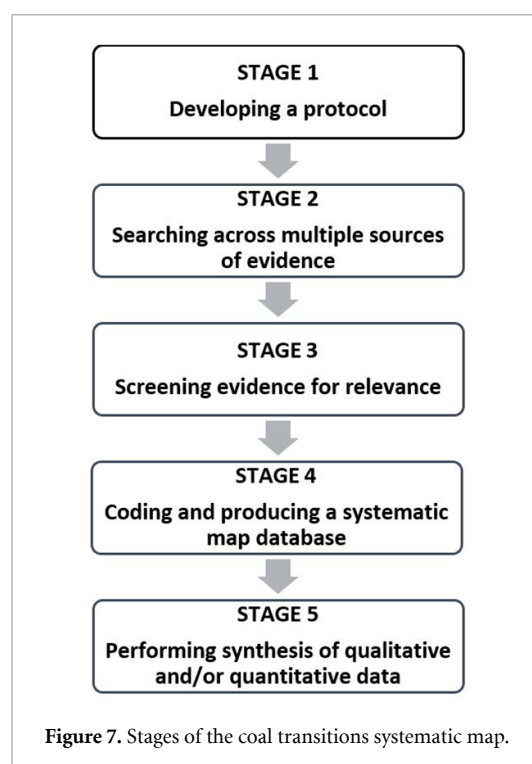 STAGE 1
Developing a protocol
STAGE 2
Searching across multiple sources
of evidence
STAGE 3
Screening evidence for relevance
STAGE 4
Coding and producing a systematic
map database
STAGE 5
Performing synthesis of qualitative
and/or quantitative data
Figure 7. Stages of the coal transitions systematic map.